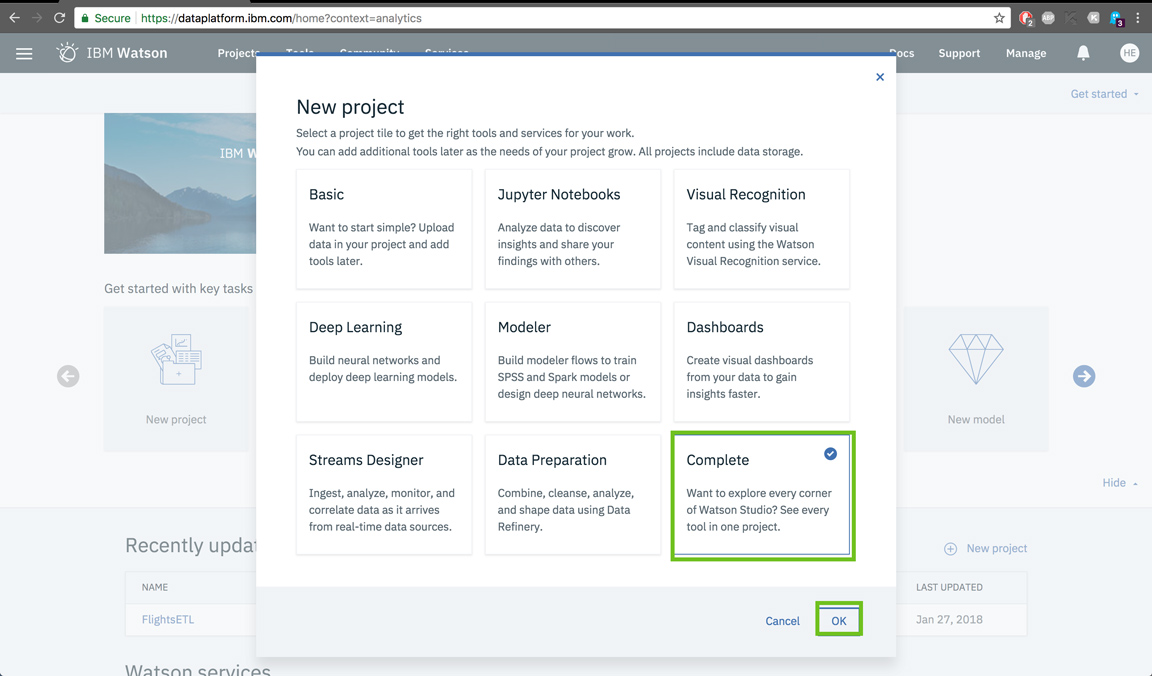 Secure https://dataplatform.ibm.com/home?context=analytics
2
ABP
K
3
IBM Watson
Projects Tools Community Services
Docs Support Manage
HE
Get started
IBM W
New project
Select a project tile to get the right tools and services for your work.
You can add additional tools later as the needs of your project grow. All projects include data storage.
Basic
Want to start simple? Upload
data in your project and add
tools later.
Jupyter Notebooks
Analyze data to discover
insights and share your
findings with others.
Visual Recognition
Tag and classify visual
content using the Watson
Visual Recognition service.
Deep Learning
Build neural networks and
deploy deep learning models.
Modeler
Build modeler flows to train
SPSS and Spark models or
design deep neural networks.
Dashboards
Create visual dashboards
from your data to gain
insights faster.
Streams Designer
Ingest, analyze, monitor, and
correlate data as it arrives
from real-time data sources.
Data Preparation
Combine, cleanse, analyze,
and shape data using Data
Refinery.
Complete
Want to explore every corner
of Watson Studio? See every
tool in one project.
Cancel OK
Get started with key tasks
New project
New model
Hide
Recently updat
New project
NAME
LAST UPDATED
FlightsETL
Jan 27, 2018
Watson services